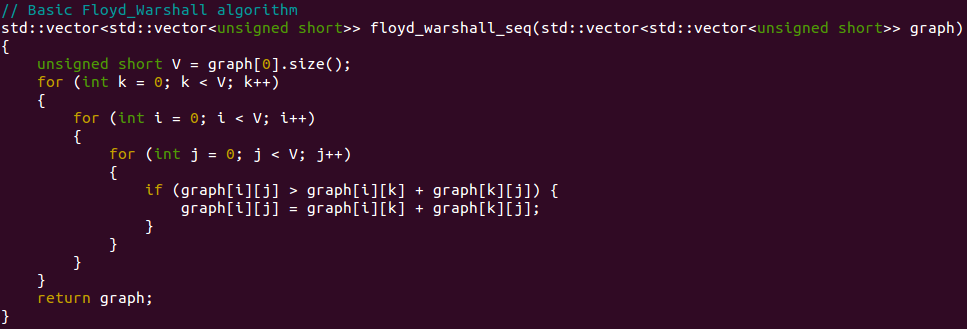 // Basic Floyd_Warshall algorithm
std::vector<std::vector<unsigned short>> floyd_warshall_seq(std::vector<std::vector<unsigned short>> graph)
{
    unsigned short V = graph[0].size();
    for (int k = 0; k < V; k++)
    {
        for (int i = 0; i < V; i++)
        {
            for (int j = 0; j < V; j++)
            {
                if (graph[i][j] > graph[i][k] + graph[k][j]) {
                    graph[i][j] = graph[i][k] + graph[k][j];
                }
            }
        }
    }
    return graph;
}